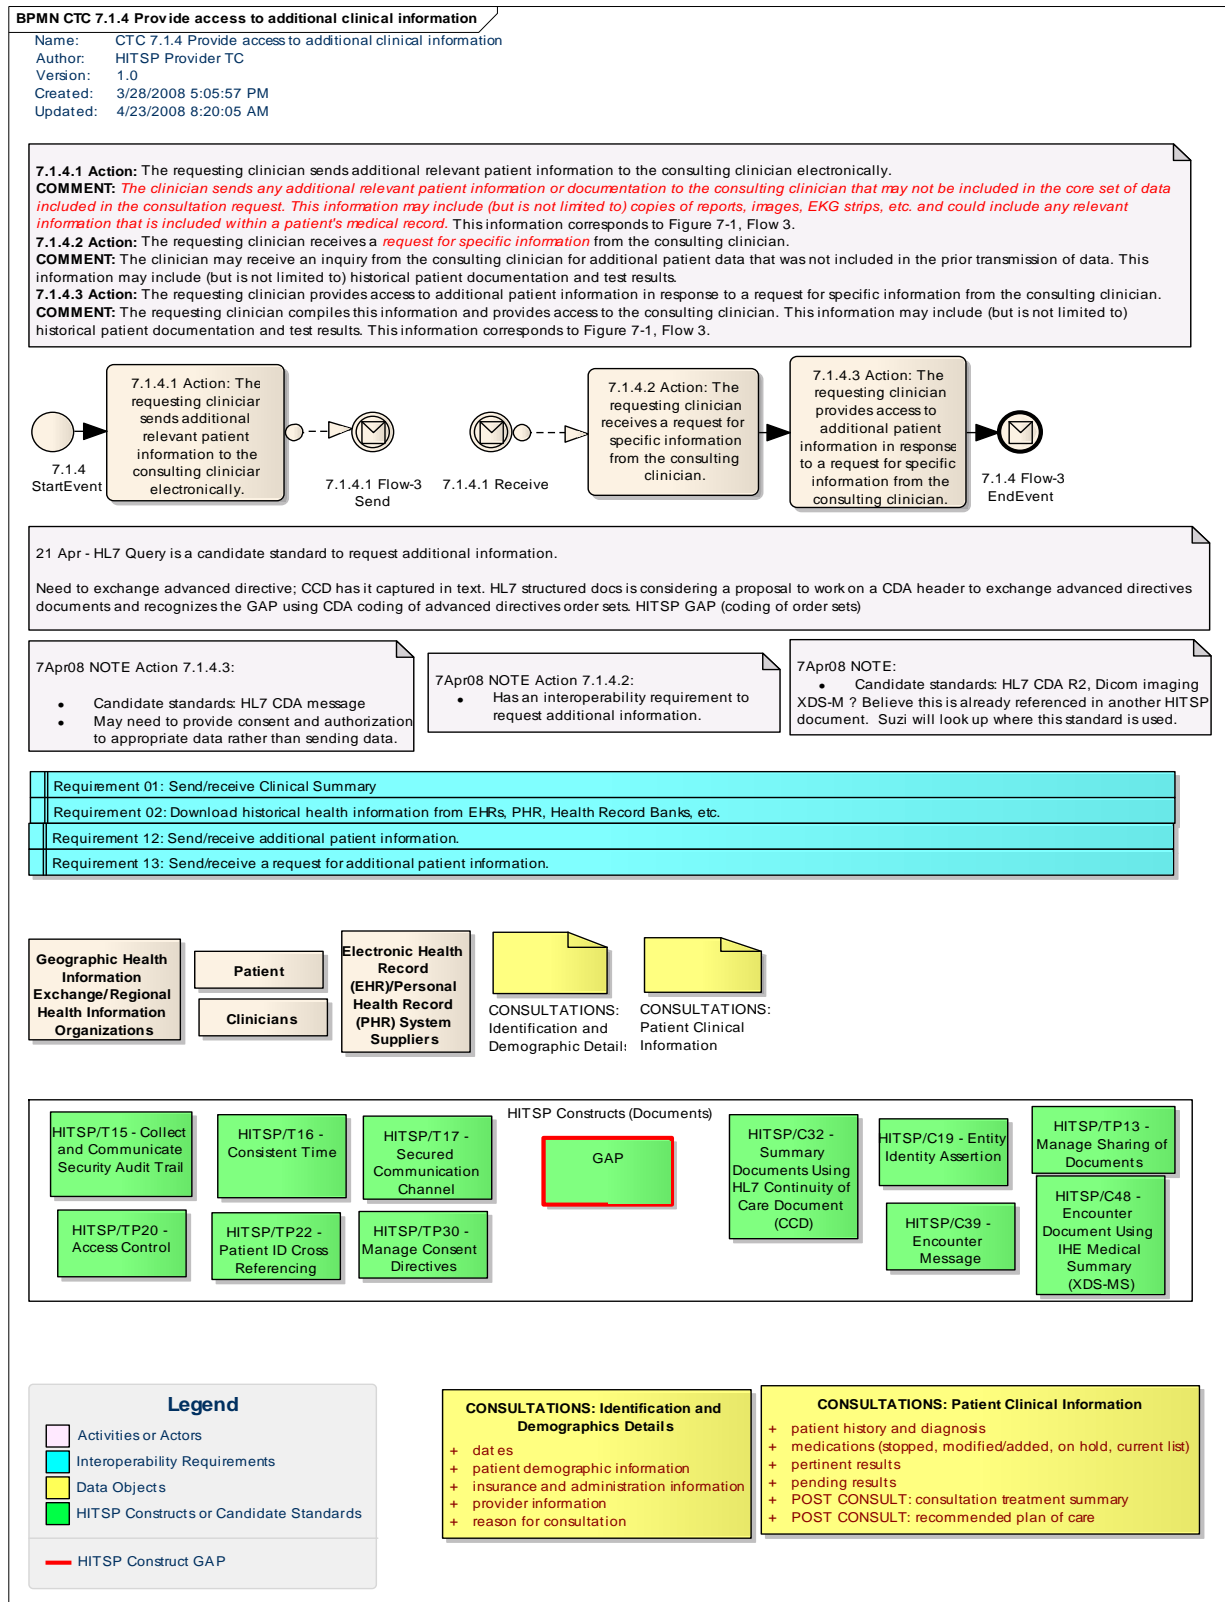 BPMN CTC 7.1.4 Provide access to additional clinical information
Name: CTC 7.1.4 Provide access to additional clinical information
Author: HITSP Provider TC
Version: 1.0
Created: 3/28/2008 5:05:57 PM
Updated: 4/23/2008 8:20:05 AM
7.1.4.1 Action: The requesting clinician sends additional relevant patient information to the consulting clinician electronically.
COMMENT: The clinician sends any additional relevant patient information or documentation to the consulting clinician that may not be included in the core set of data
included in the consultation request. This information may include (but is not limited to) copies of reports, images, EKG strips, etc. and could include any relevant
information that is included within a patient's medical record. This information corresponds to Figure 7-1, Flow 3.
7.1.4.2 Action: The requesting clinician receives a request for specific information from the consulting clinician.
COMMENT: The clinician may receive an inquiry from the consulting clinician for additional patient data that was not included in the prior transmission of data. This
information may include (but is not limited to) historical patient documentation and test results.
7.1.4.3 Action: The requesting clinician provides access to additional patient information in response to a request for specific information from the consulting clinician.
COMMENT: The requesting clinician compiles this information and provides access to the consulting clinician. This information may include (but is not limited to)
historical patient documentation and test results. This information corresponds to Figure 7-1, Flow 3.
7.1.4
StartEvent
7.1.4.1 Action: The
requesting clinician
sends additional
relevant patient
information to the
consulting clinician
electronically.
7.1.4.1 Flow-3
Send
7.1.4.1 Receive
7.1.4.2 Action: The
requesting clinician
receives a request for
specific information
from the consulting
clinician.
7.1.4.3 Action: The
requesting clinician
provides access to
additional patient
information in response
to a request for specific
information from the
consulting clinician.
7.1.4 Flow-3
EndEvent
21 Apr - HL7 Query is a candidate standard to request additional information.
Need to exchange advanced directive; CCD has it captured in text. HL7 structured docs is considering a proposal to work on a CDA header to exchange advanced directives
documents and recognizes the GAP using CDA coding of advanced directives order sets. HITSP GAP (coding of order sets)
7Apr08 NOTE Action 7.1.4.3:
• Candidate standards: HL7 CDA message
• May need to provide consent and authorization
to appropriate data rather than sending data.
7Apr08 NOTE Action 7.1.4.2:
• Has an interoperability requirement to
request additional information.
7Apr08 NOTE:
• Candidate standards: HL7 CDA R2, Dicom imaging
XDS-M ? Believe this is already referenced in another HITSP
document. Suzi will look up where this standard is used.
Requirement 01: Send/receive Clinical Summary
Requirement 02: Download historical health information from EHRs, PHR, Health Record Banks, etc.
Requirement 12: Send/receive additional patient information.
Requirement 13: Send/receive a request for additional patient information.
Geographic Health
Information
Exchange/Regional
Health Information
Organizations
Patient
Clinicians
Electronic Health
Record
(EHR)/Personal
Health Record
(PHR) System
Suppliers
CONSULTATIONS:
Identification and
Demographic Details
CONSULTATIONS:
Patient Clinical
Information
HITSP Constructs (Documents)
HITSP/T15 - Collect
and Communicate
Security Audit Trail
HITSP/T16 -
Consistent Time
HITSP/T17 -
Secured
Communication
Channel
GAP
HITSP/C32 -
Summary
Documents Using
HL7 Continuity of
Care Document
(CCD)
HITSP/C19 - Entity
Identity Assertion
HITSP/TP13 -
Manage Sharing of
Documents
HITSP/TP20 -
Access Control
HITSP/TP22 -
Patient ID Cross
Referencing
HITSP/TP30 -
Manage Consent
Directives
HITSP/C39 -
Encounter
Message
HITSP/C48 -
Encounter
Document Using
IHE Medical
Summary
(XDS-MS)
Legend
Activities or Actors
Interoperability Requirements
Data Objects
HITSP Constructs or Candidate Standards
HITSP Construct GAP
CONSULTATIONS: Identification and
Demographics Details
+ dates
+ patient demographic information
+ insurance and administration information
+ provider information
+ reason for consultation
CONSULTATIONS: Patient Clinical Information
+ patient history and diagnosis
+ medications (stopped, modified/added, on hold, current list)
+ pertinent results
+ pending results
+ POST CONSULT: consultation treatment summary
+ POST CONSULT: recommended plan of care